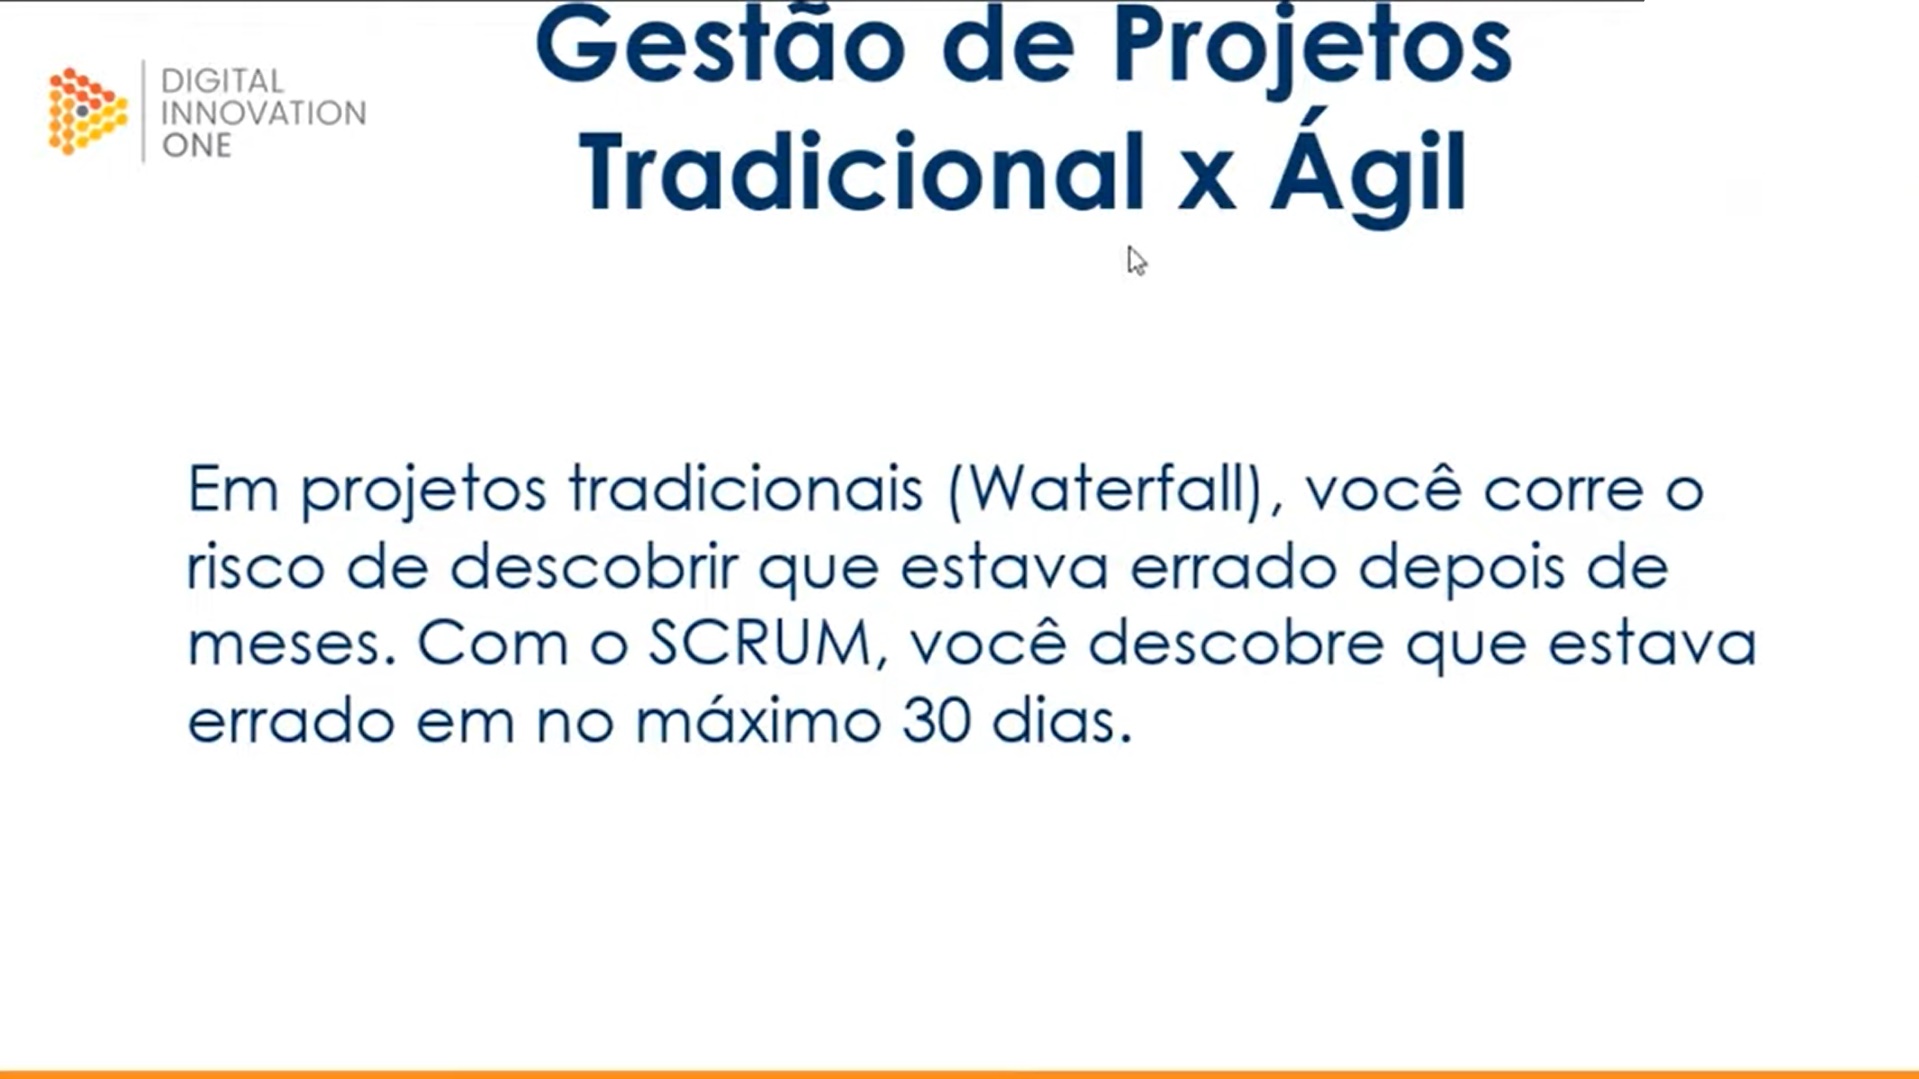 Gestão de Projetos
Tradicional x Ágil
DIGITAL
INNOVATION
ONE
Em projetos tradicionais (Waterfall), você corre o
risco de descobrir que estava errado depois de
meses. Com o SCRUM, você descobre que estava
errado em no máximo 30 dias.